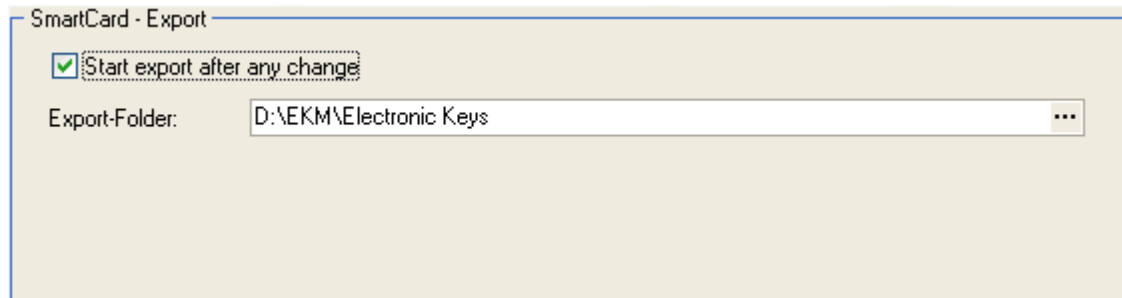 SmartCard - Export
Start export after any change
Export-Folder: D:\EKM\Electronic Keys ...